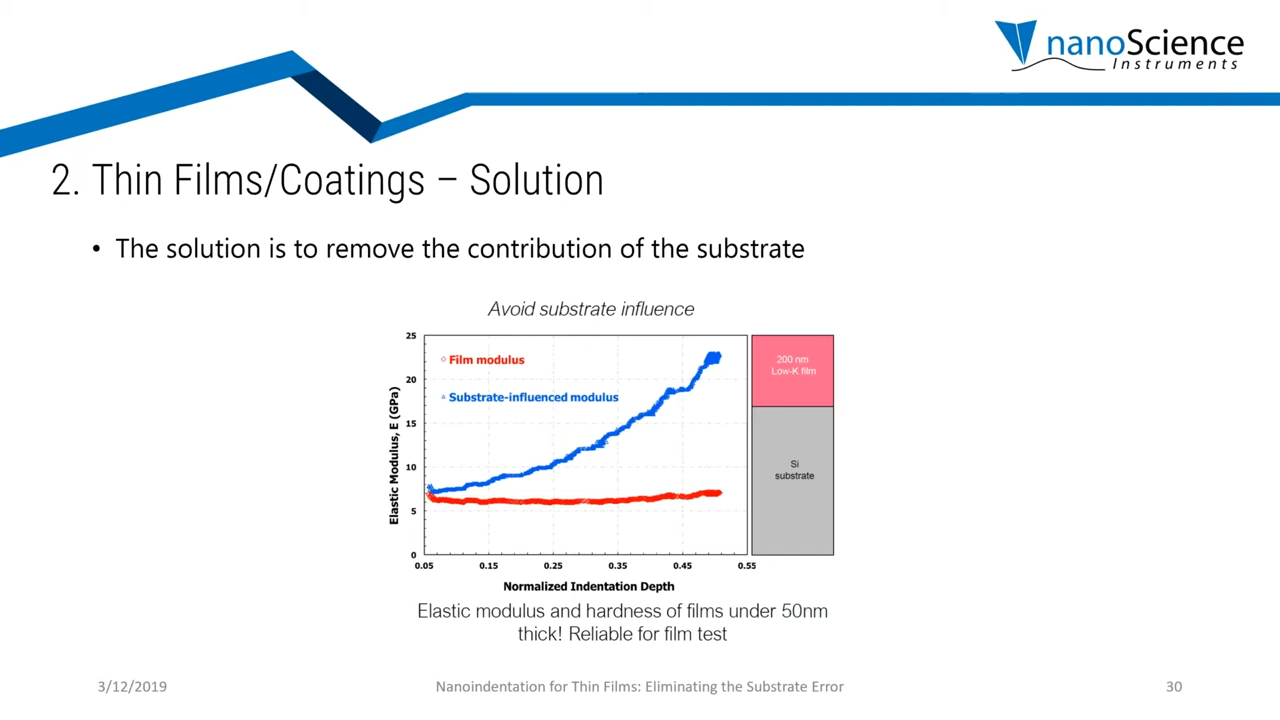 nanoScience
Instruments
2. Thin Films/Coatings – Solution
• The solution is to remove the contribution of the substrate
Avoid substrate influence
25
20
15
10
5
0
Elastic Modulus, E (GPa)
Film modulus
Substrate-influenced modulus
0.05 0.15 0.25 0.35 0.45 0.55
Normalized Indentation Depth
200 nm
Low-K film
Si
substrate
Elastic modulus and hardness of films under 50nm
thick! Reliable for film test
3/12/2019 Nanoindentation for Thin Films: Eliminating the Substrate Error 30